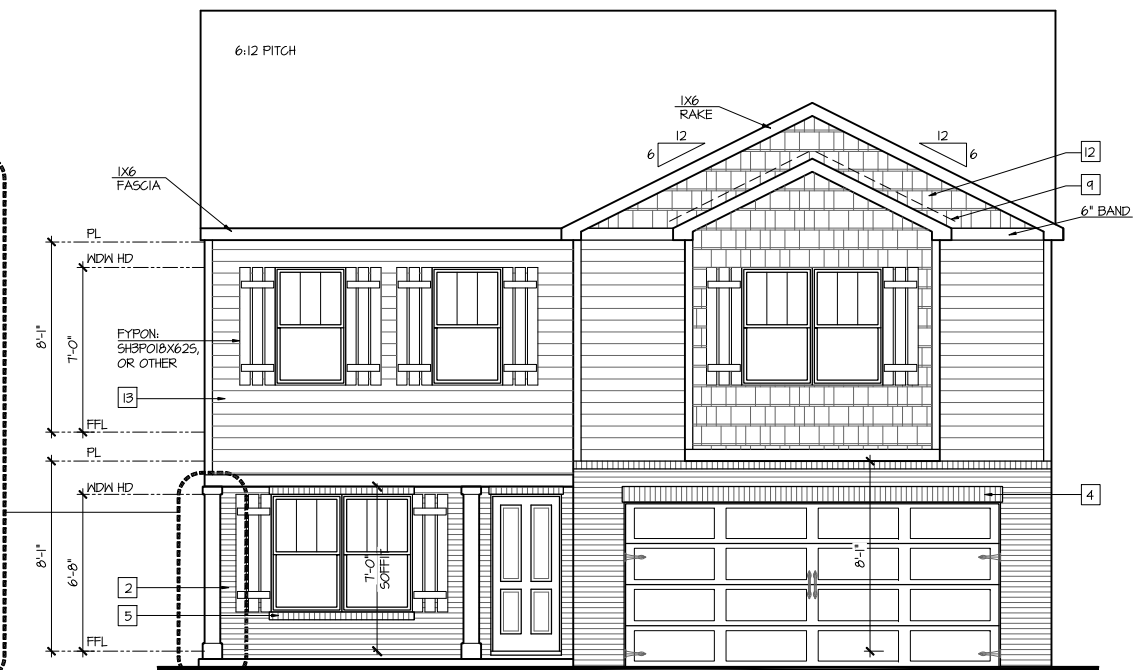 6:12 PITCH
1X6
RAKE
12
6
12
6
12
9
6" BAND
1X6
FASCIA
PL
WDW HD
8'-1"
7'-0"
FYPON:
SH3PO18X62S,
OR OTHER
13
FFL
PL
WDW HD
4
8'-1"
6'-8"
7'-0"
SOFFIT
8'-1"
2
5
FFL